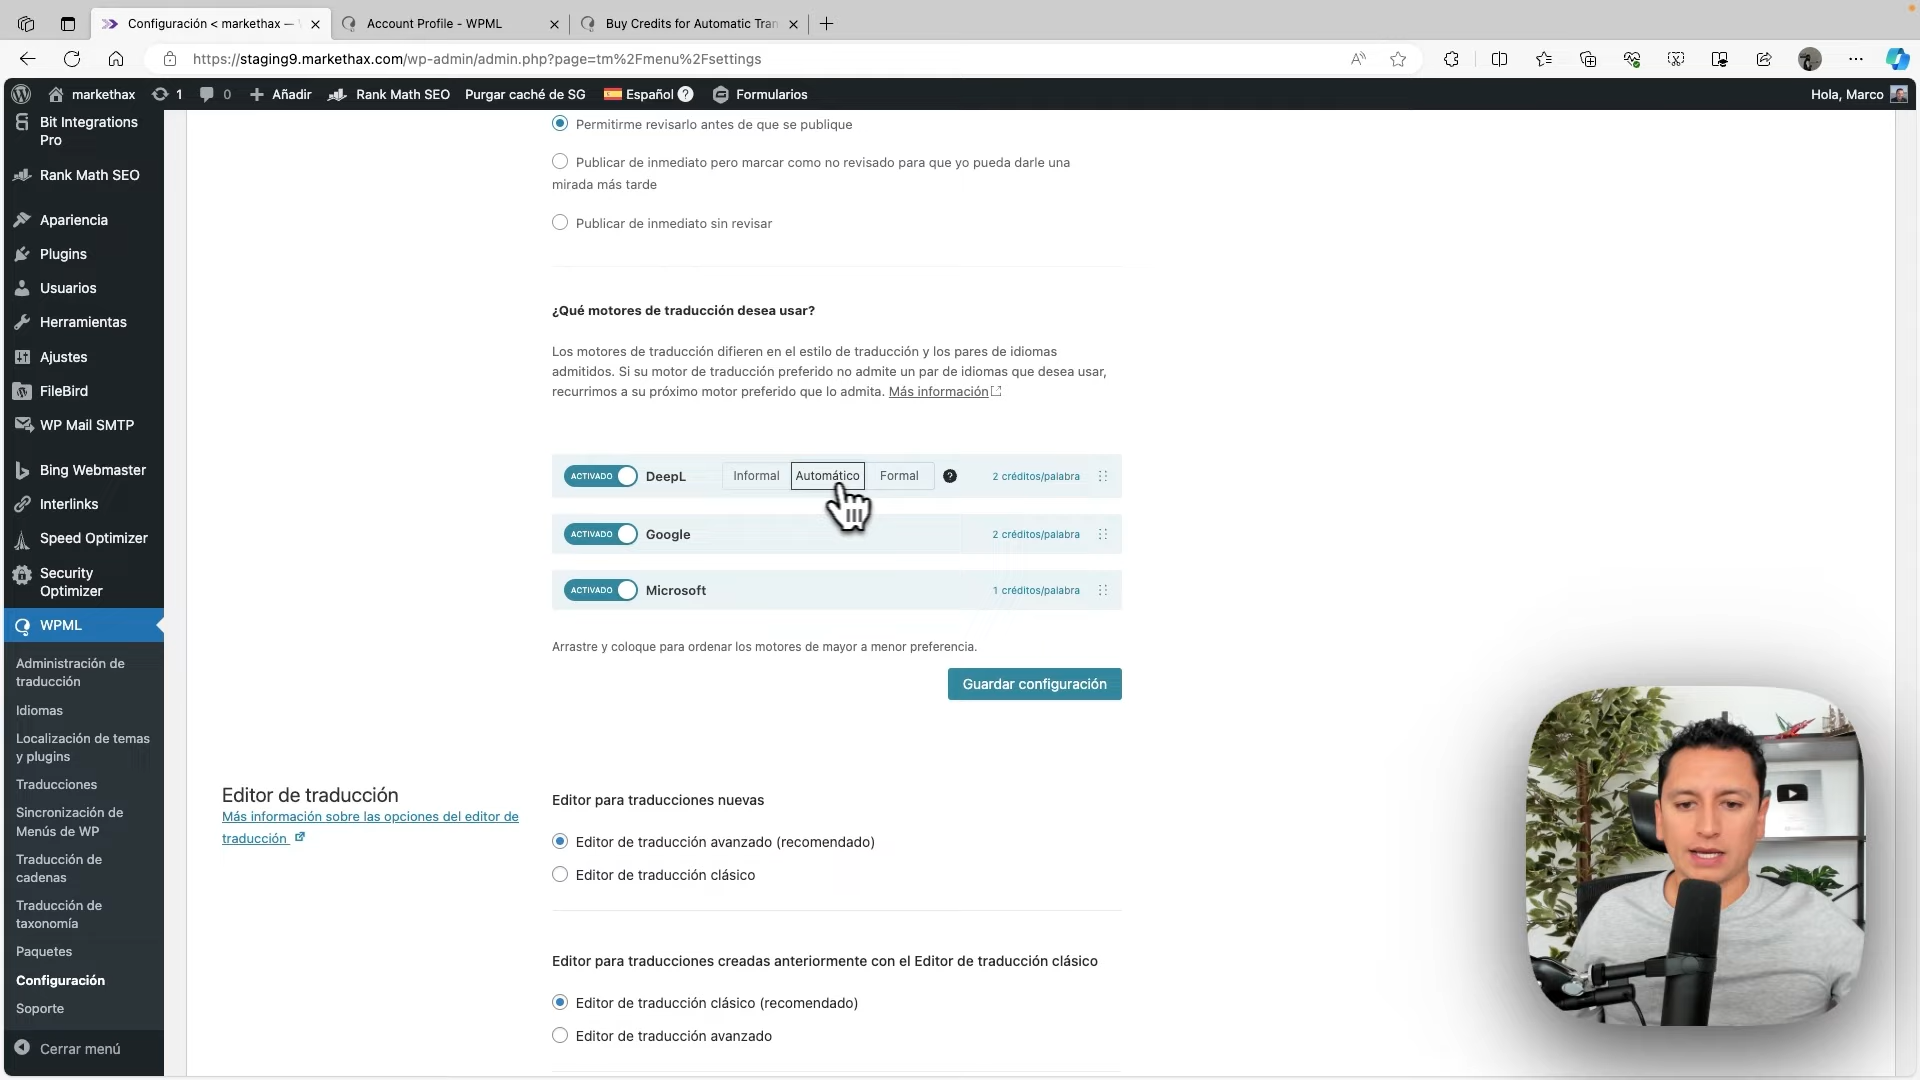 Configuración < markethax —
Account Profile - WPML
Buy Credits for Automatic Tran
https://staging9.markethax.com/wp-admin/admin.php?page=tm%2Fmenu%2Fsettings
markethax
1
0
Añadir
Rank Math SEO
Purgar caché de SG
Español
Formularios
Hola, Marco
Bit Integrations
Pro
Rank Math SEO
Apariencia
Plugins
Usuarios
Herramientas
Ajustes
FileBird
WP Mail SMTP
Bing Webmaster
Interlinks
Speed Optimizer
Security
Optimizer
WPML
Administración de
traducción
Idiomas
Localización de temas
y plugins
Traducciones
Sincronización de
Menús de WP
Traducción de
cadenas
Traducción de
taxonomía
Paquetes
Configuración
Soporte
Cerrar menú
Permitirme revisarlo antes de que se publique
Publicar de inmediato pero marcar como no revisado para que yo pueda darle una
mirada más tarde
Publicar de inmediato sin revisar
¿Qué motores de traducción desea usar?
Los motores de traducción difieren en el estilo de traducción y los pares de idiomas
admitidos. Si su motor de traducción preferido no admite un par de idiomas que desea usar,
recurrimos a su próximo motor preferido que lo admita. Más información
ACTIVADO DeepL Informal Automático Formal ? 2 créditos/palabra
ACTIVADO Google 2 créditos/palabra
ACTIVADO Microsoft 1 créditos/palabra
Arrastre y coloque para ordenar los motores de mayor a menor preferencia.
Guardar configuración
Editor de traducción
Más información sobre las opciones del editor de
traducción
Editor para traducciones nuevas
Editor de traducción avanzado (recomendado)
Editor de traducción clásico
Editor para traducciones creadas anteriormente con el Editor de traducción clásico
Editor de traducción clásico (recomendado)
Editor de traducción avanzado